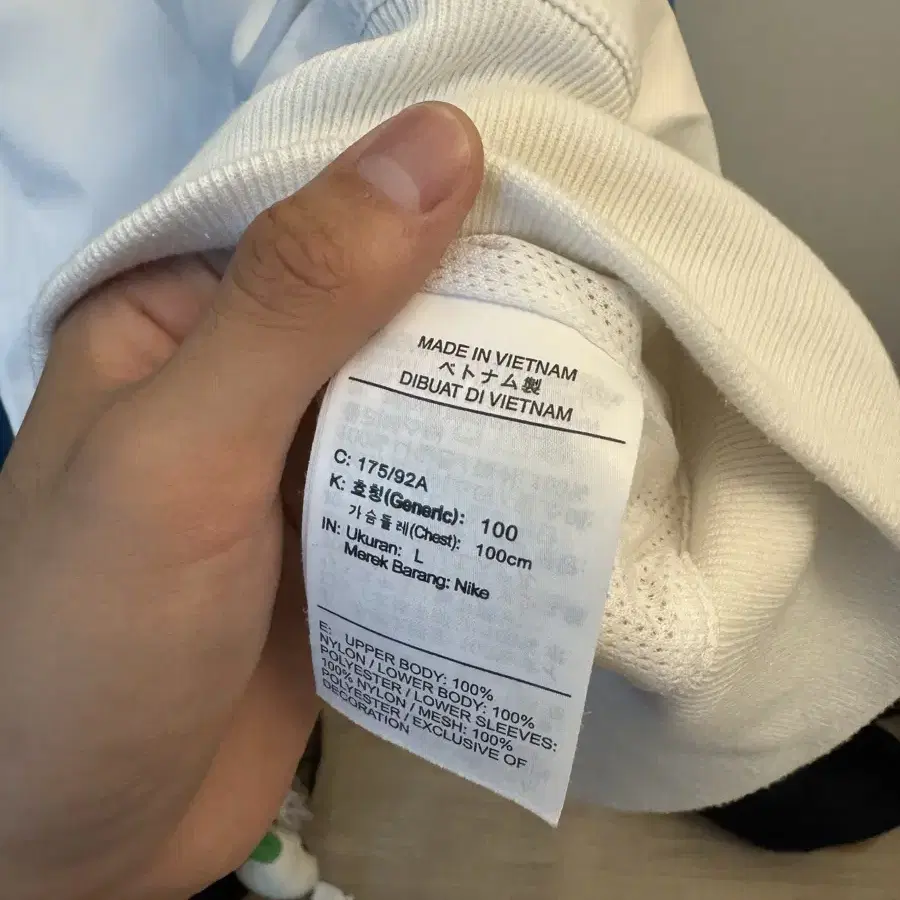 MADE IN VIETNAM
ベトナム製
DIBUAT DI VIETNAM
C: 175/92A
K: 호칭(Generic): 100
가슴둘레(Chest): 100cm
IN: Ukuran: L
Merek Barang: Nike
E: UPPER BODY: 100%
NYLON / LOWER BODY: 100%
POLYESTER / LOWER SLEEVES:
100% NYLON / MESH: 100%
POLYESTER / EXCLUSIVE OF
DECORATION